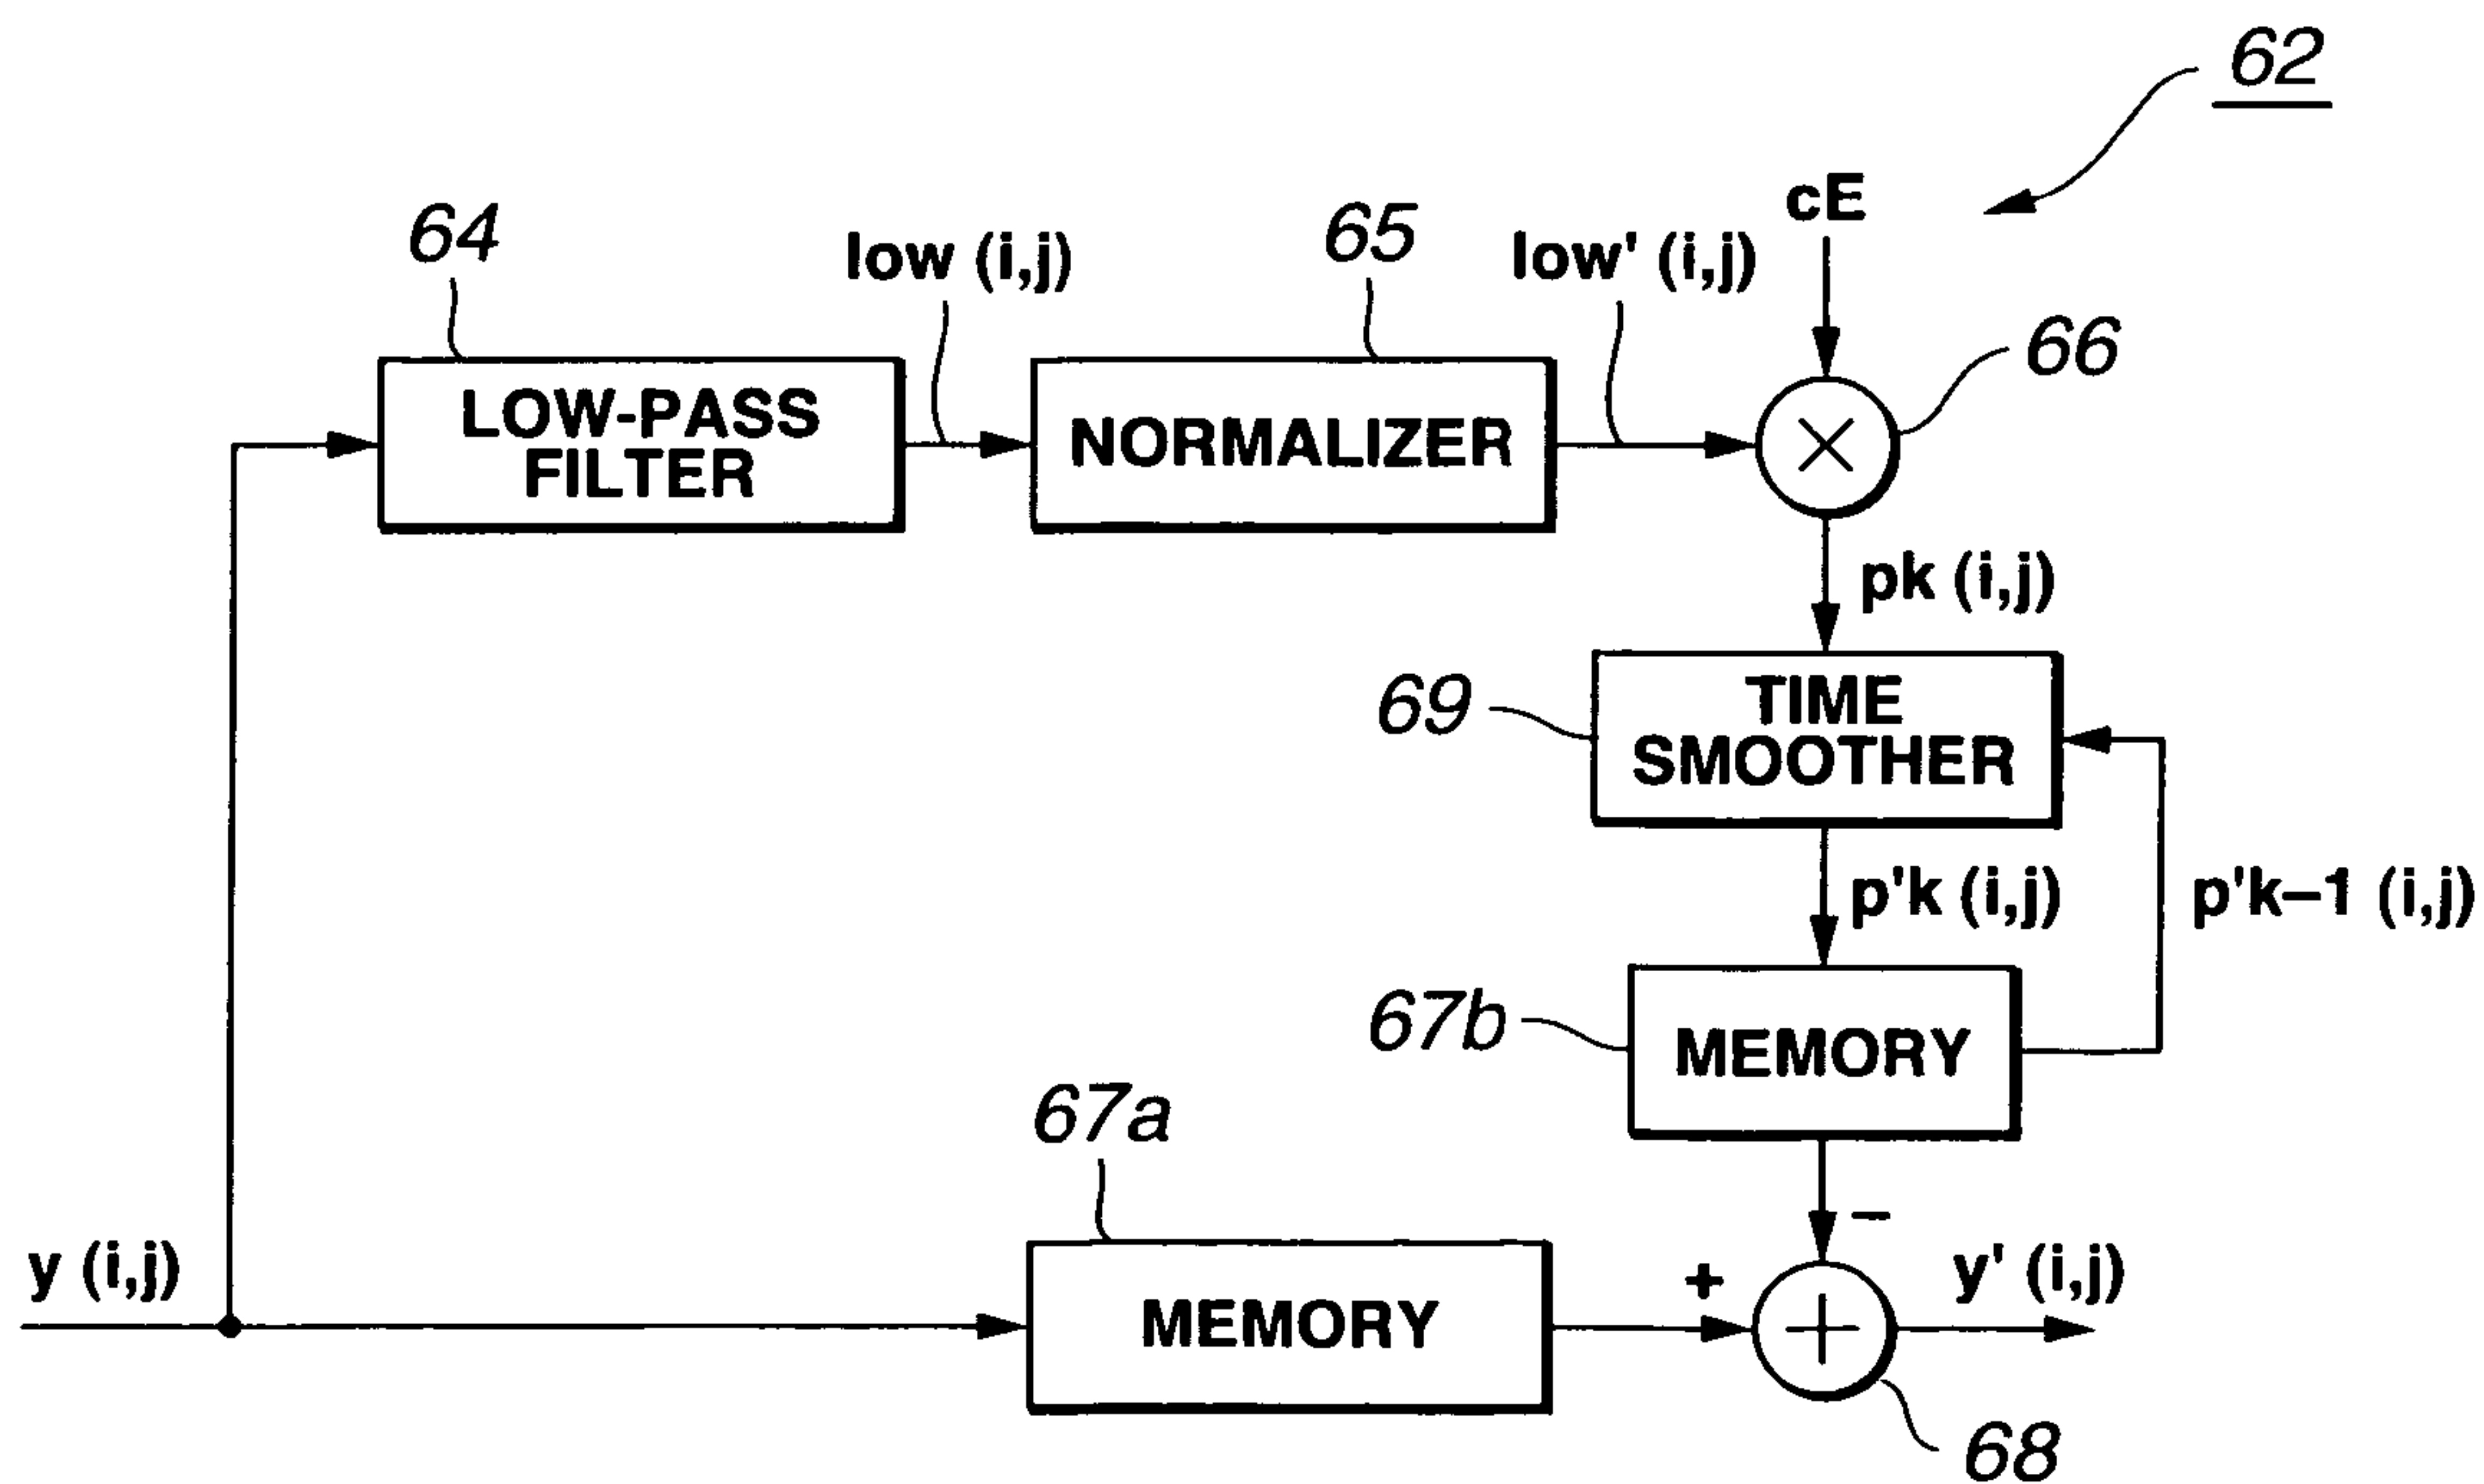 62
cE
64
low (i,j)
65
low' (i,j)
66
LOW-PASS
FILTER
NORMALIZER
pk (i,j)
69
TIME
SMOOTHER
p'k (i,j)
p'k−1 (i,j)
67b
MEMORY
67a
−
y (i,j)
MEMORY
+
y' (i,j)
68